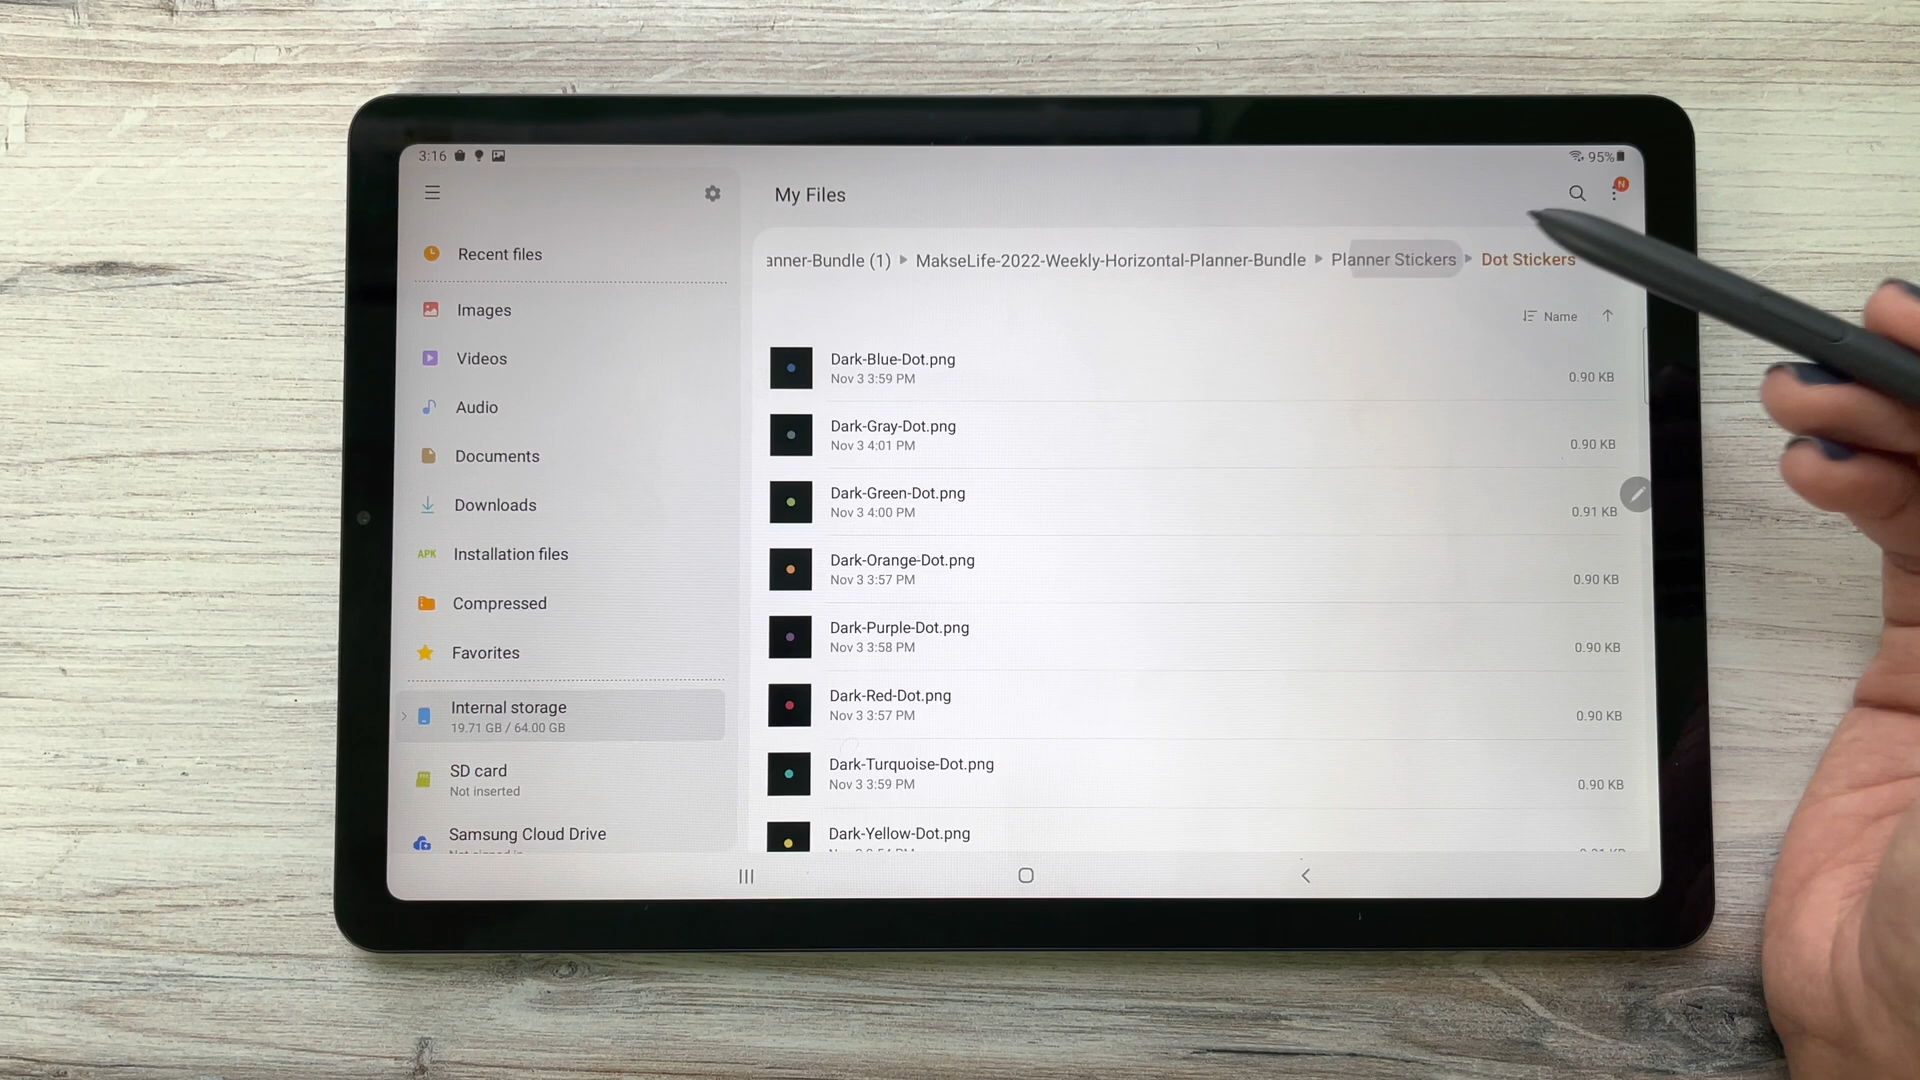 3:16
95%
My Files
N
Recent files
Images
Videos
Audio
Documents
Downloads
APK Installation files
Compressed
Favorites
Internal storage
19.71 GB / 64.00 GB
SD card
Not inserted
Samsung Cloud Drive
Not signed in
anner-Bundle (1) MakseLife-2022-Weekly-Horizontal-Planner-Bundle Planner Stickers Dot Stickers
Name
Dark-Blue-Dot.png
Nov 3 3:59 PM
0.90 KB
Dark-Gray-Dot.png
Nov 3 4:01 PM
0.90 KB
Dark-Green-Dot.png
Nov 3 4:00 PM
0.91 KB
Dark-Orange-Dot.png
Nov 3 3:57 PM
0.90 KB
Dark-Purple-Dot.png
Nov 3 3:58 PM
0.90 KB
Dark-Red-Dot.png
Nov 3 3:57 PM
0.90 KB
Dark-Turquoise-Dot.png
Nov 3 3:59 PM
0.90 KB
Dark-Yellow-Dot.png